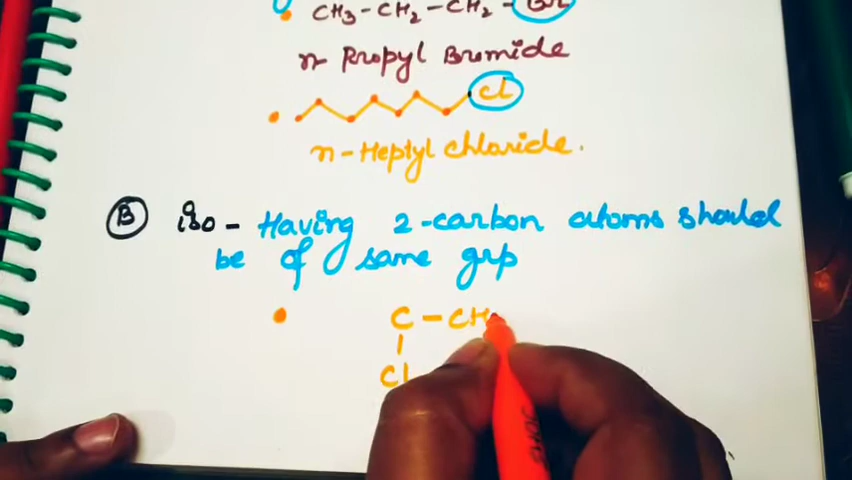 CH3-CH2-CH2-Br
n- Propyl Bromide
Cl
n-Heptyl chloride.
B iso - Having 2-carbon atoms should
be of same grp
C - CH
Cl